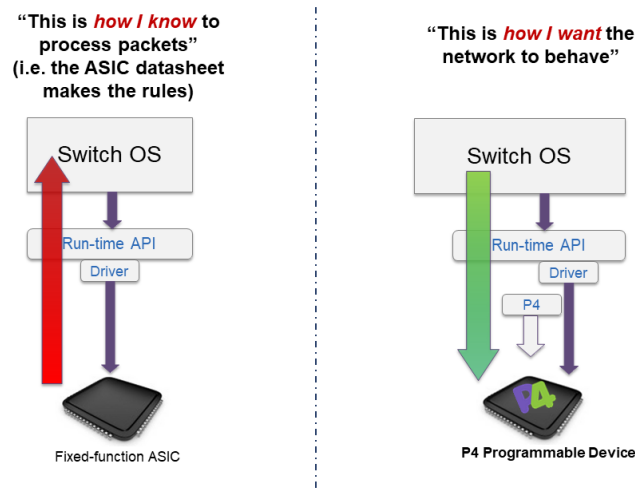 “This is how I know to
process packets”
(i.e. the ASIC datasheet
makes the rules)
Switch OS
Run-time API
Driver
Fixed-function ASIC
“This is how I want the
network to behave”
Switch OS
Run-time API
Driver
P4
P4
P4 Programmable Device